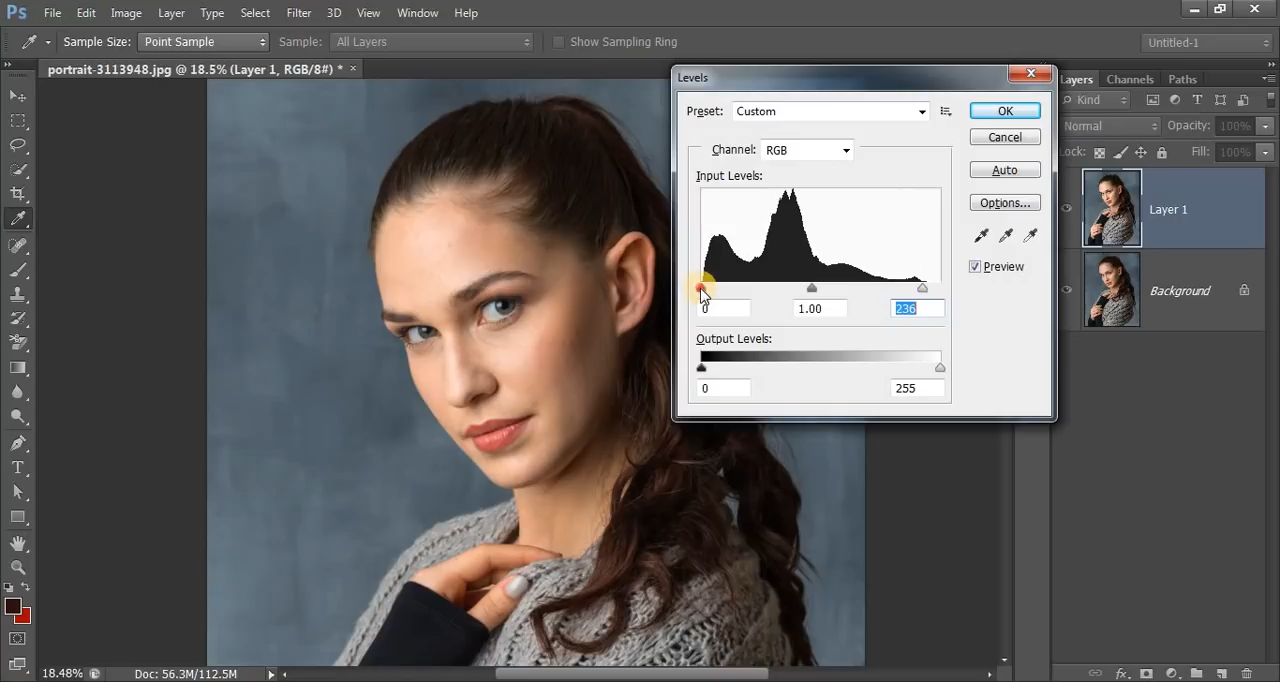 Ps File Edit Image Layer Type Select Filter 3D View Window Help
Sample Size: Point Sample Sample: All Layers Show Sampling Ring Untitled-1
portrait-3113948.jpg @ 18.5% (Layer 1, RGB/8#) * ×
Levels
Preset: Custom
OK
Channel: RGB
Cancel
Input Levels:
Auto
Options...
Preview
0 1.00 236
Output Levels:
0 255
Layers Channels Paths
Kind T
Normal Opacity: 100%
Lock: Fill: 100%
Layer 1
Background
T
18.48% Doc: 56.3M/112.5M
fx